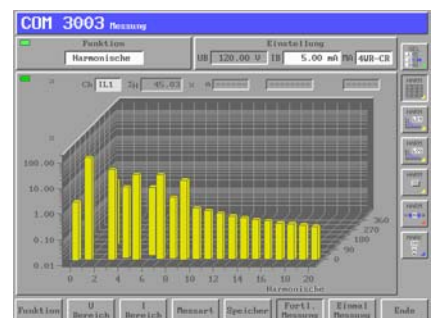 COM 3003 Messung
Funktion
Harmonische
Einstellung
UB 120.00 V IB 5.00 mA MA 4WR-CR
Ch IL1 45.03 %
100.00
10.00
1.00
0.10
0.01
0 2 4 6 8 10 12 14 16 18 20
Harmonische
0
90
180
270
360
Funktion
U Bereich
I Bereich
Messart
Speicher
Fortl. Messung
Einmal Messung
Ende